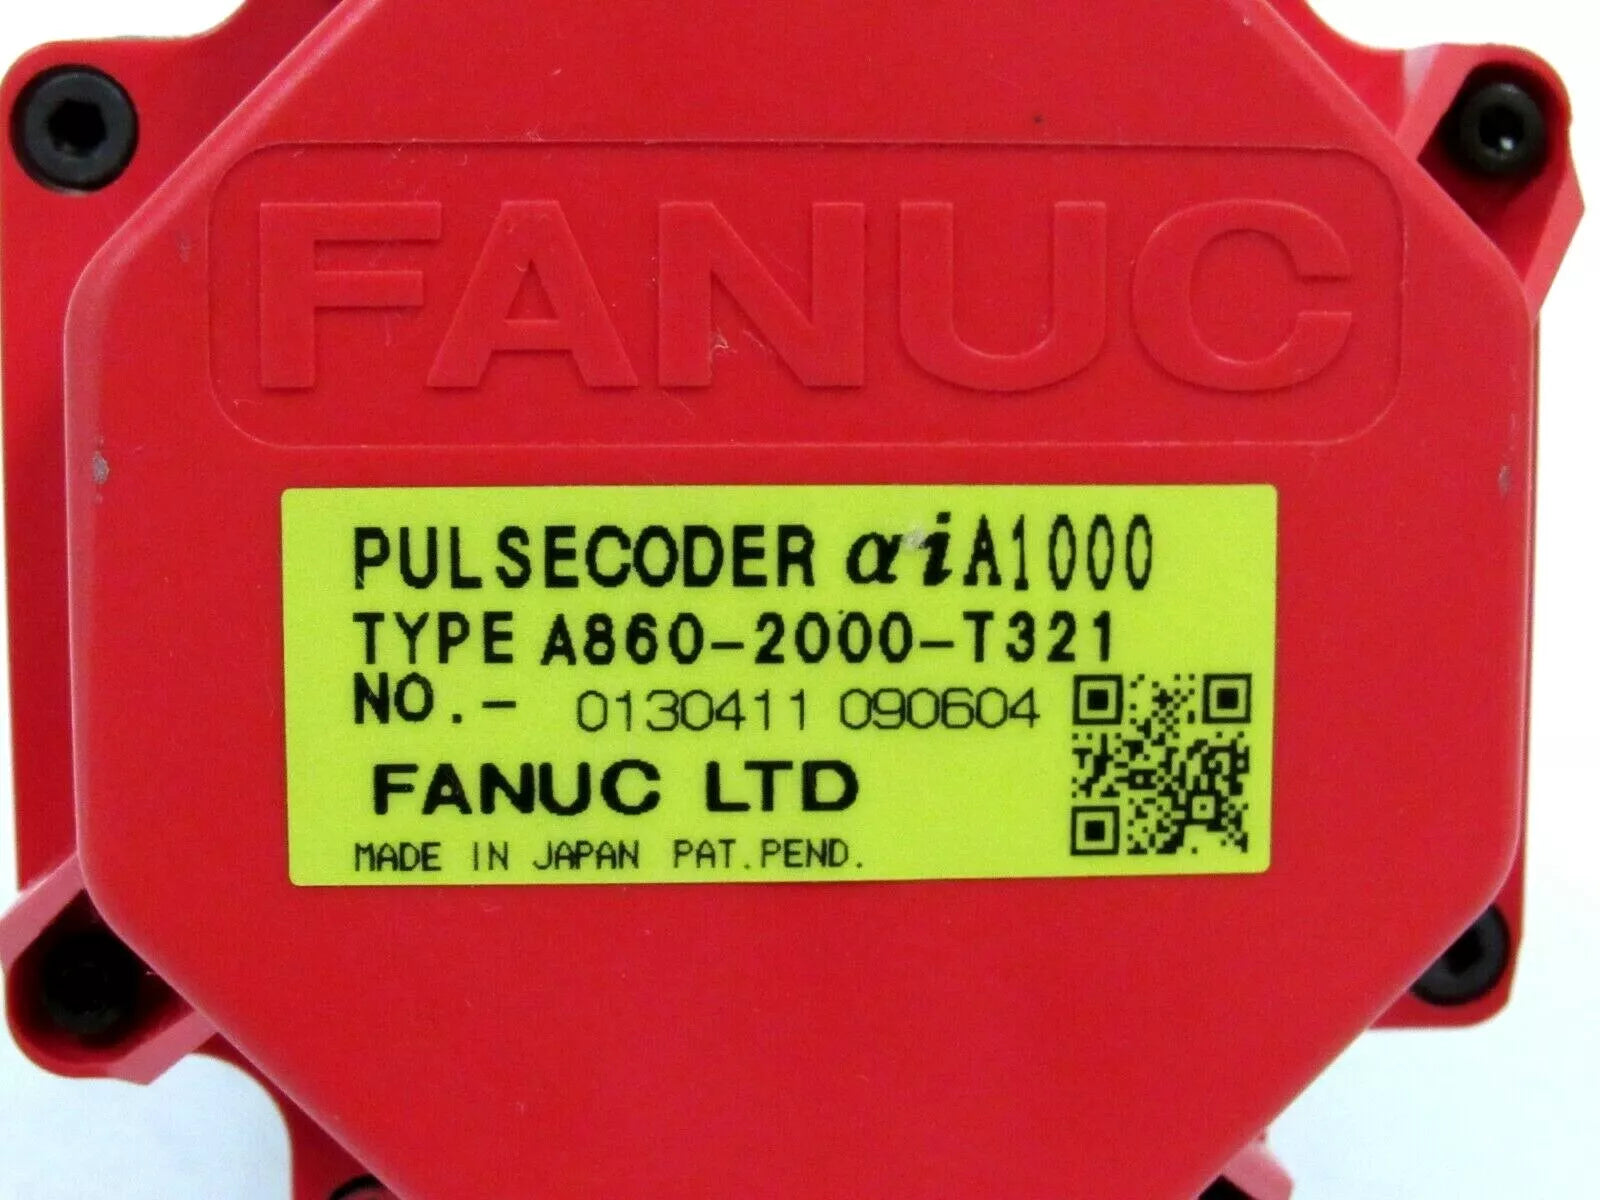 FANUC
PULSECODER αiA1000
TYPE A860-2000-T321
NO.- 0130411 090604
FANUC LTD
MADE IN JAPAN PAT.PEND.